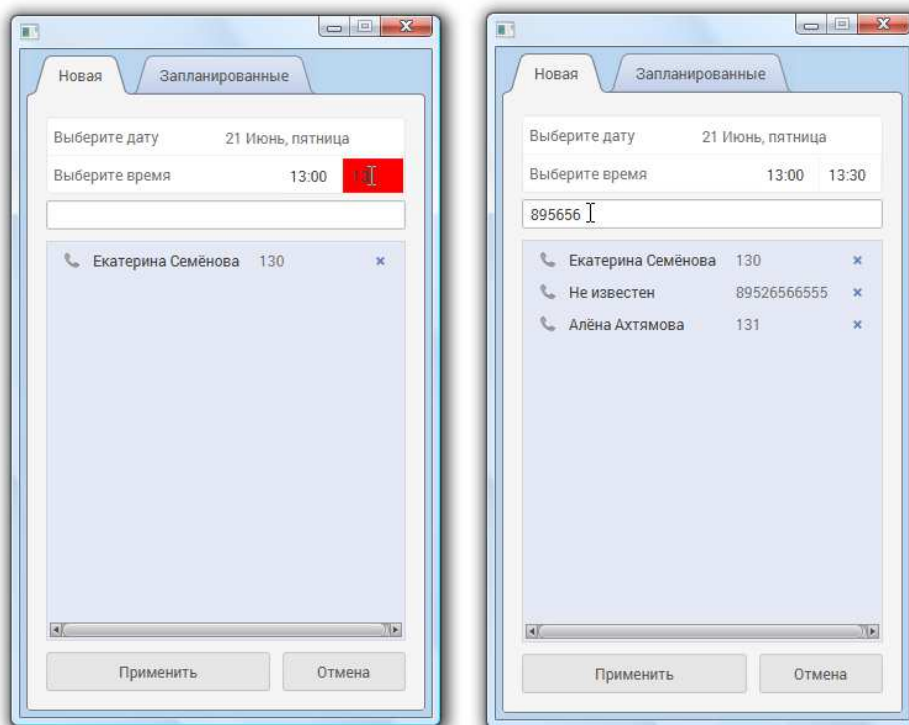 Новая Запланированные
Выберите дату 21 Июнь, пятница
Выберите время 13:00 13
Екатерина Семёнова 130 ×
Применить Отмена
Новая Запланированные
Выберите дату 21 Июнь, пятница
Выберите время 13:00 13:30
895656
Екатерина Семёнова 130 ×
Не известен 89526566555 ×
Алёна Ахтямова 131 ×
Применить Отмена